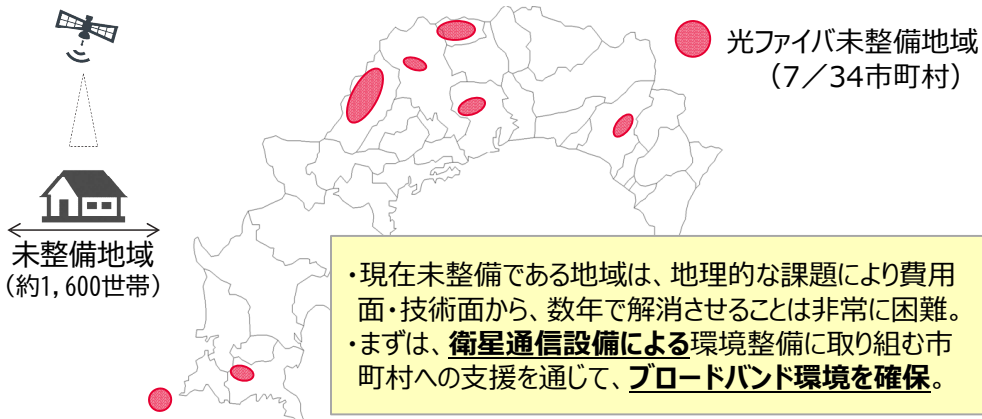 光ファイバ未整備地域
（7／34市町村）
未整備地域
（約1,600世帯）
・現在未整備である地域は、地理的な課題により費用
面・技術面から、数年で解消させることは非常に困難。
・まずは、衛星通信設備による環境整備に取り組む市
町村への支援を通じて、ブロードバンド環境を確保。